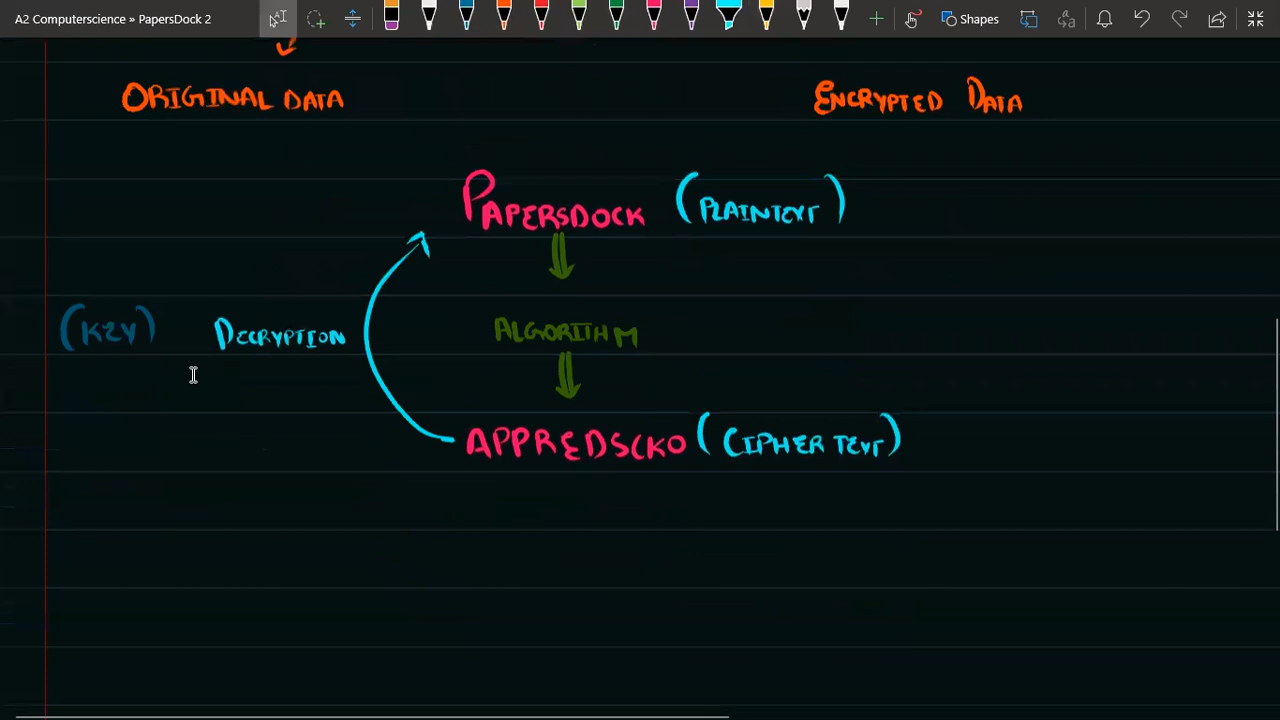 A2 Computerscience » PapersDock 2
Shapes
ORIGINAL DATA
ENCRYPTED DATA
PAPERSDOCK (PLAINTEXT)
(KEY) DECRYPTION
ALGORITHM
APPREDSCKO (CIPHER TEXT)